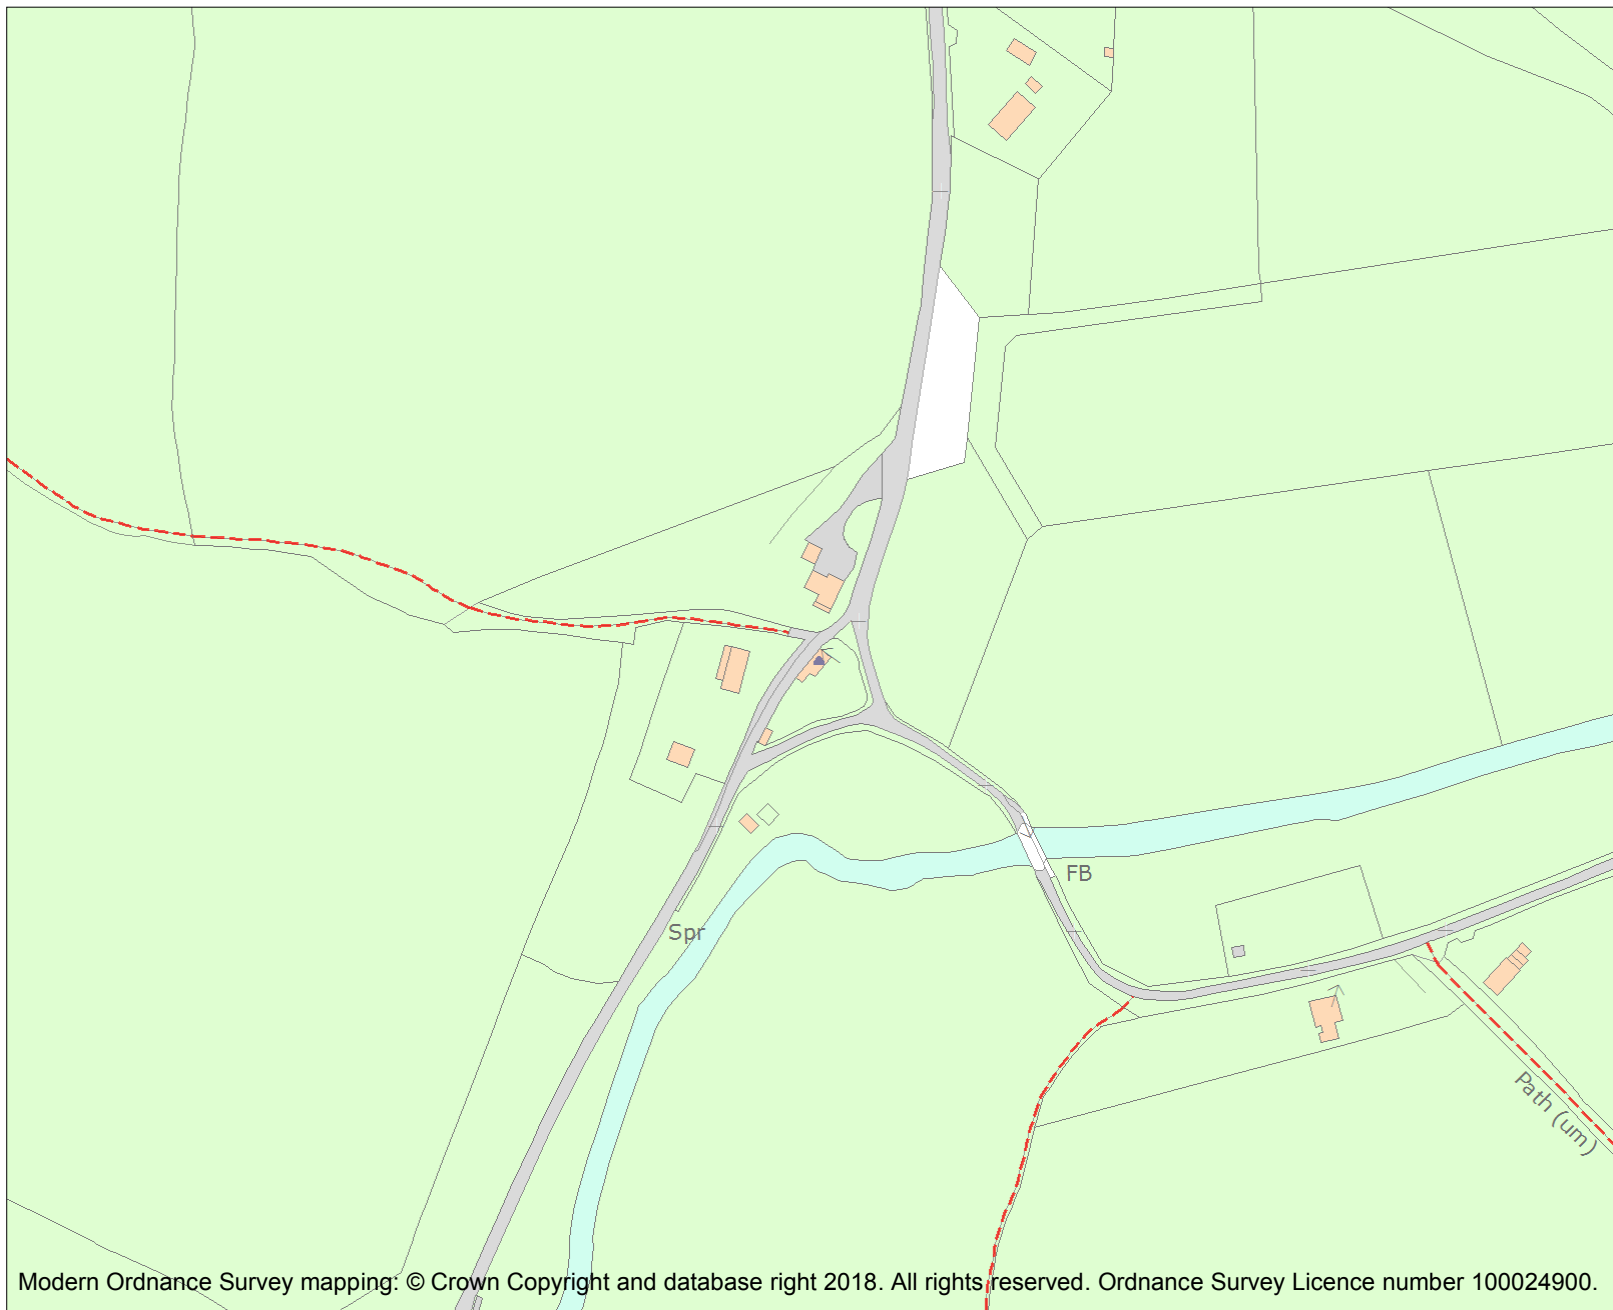 FB
Spr
Path (um)
Modern Ordnance Survey mapping: © Crown Copyright and database right 2018. All rights reserved. Ordnance Survey Licence number 100024900.